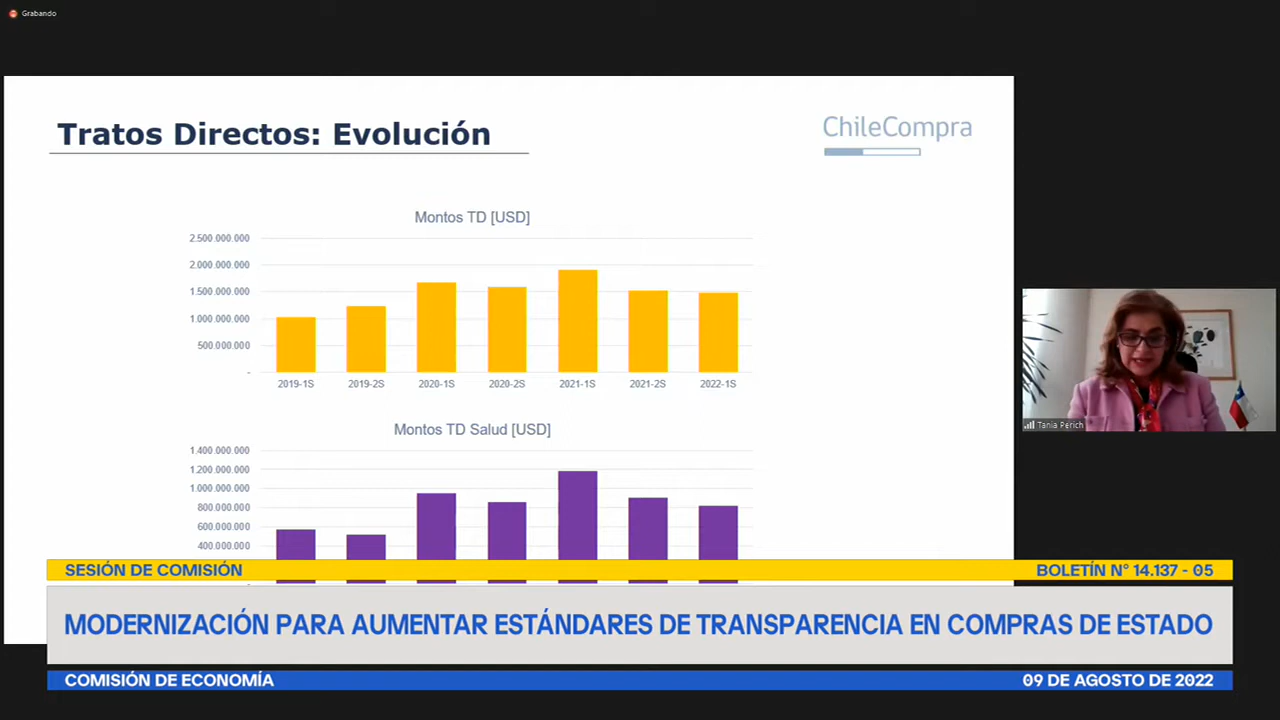 Grabando
Tratos Directos: Evolución
ChileCompra
Montos TD [USD]
2.500.000.000
2.000.000.000
1.500.000.000
1.000.000.000
500.000.000
-
2019-1S 2019-2S 2020-1S 2020-2S 2021-1S 2021-2S 2022-1S
Montos TD Salud [USD]
1.400.000.000
1.200.000.000
1.000.000.000
800.000.000
600.000.000
400.000.000
Tania Perich
SESIÓN DE COMISIÓN
BOLETÍN N° 14.137 - 05
MODERNIZACIÓN PARA AUMENTAR ESTÁNDARES DE TRANSPARENCIA EN COMPRAS DE ESTADO
COMISIÓN DE ECONOMÍA
09 DE AGOSTO DE 2022